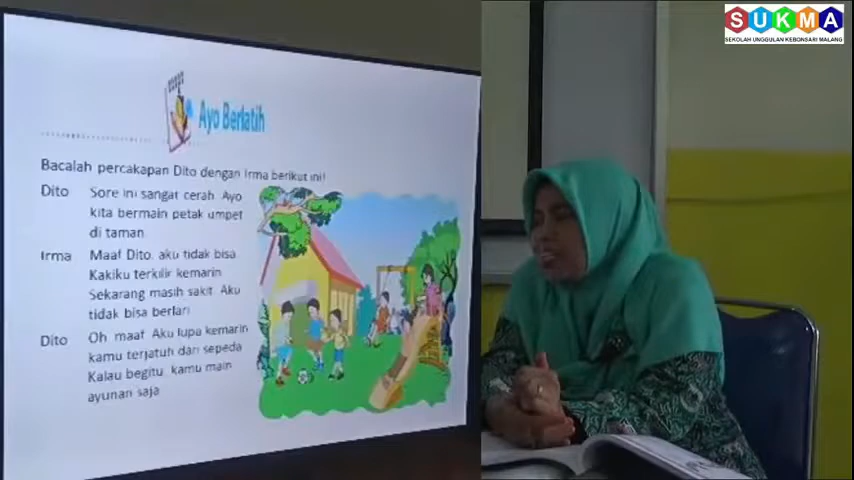 SUKMA
SEKOLAH UNGGULAN KEBONSARI MALANG
Ayo Berlatih
Bacalah percakapan Dito dengan Irma berikut ini!
Dito Sore ini sangat cerah. Ayo
kita bermain petak umpet
di taman.
Irma Maaf Dito. aku tidak bisa.
Kakiku terkilir kemarin
Sekarang masih sakit. Aku
tidak bisa berlari
Dito Oh maaf. Aku lupa kemarin
kamu terjatuh dari sepeda
Kalau begitu kamu main
ayunan saja